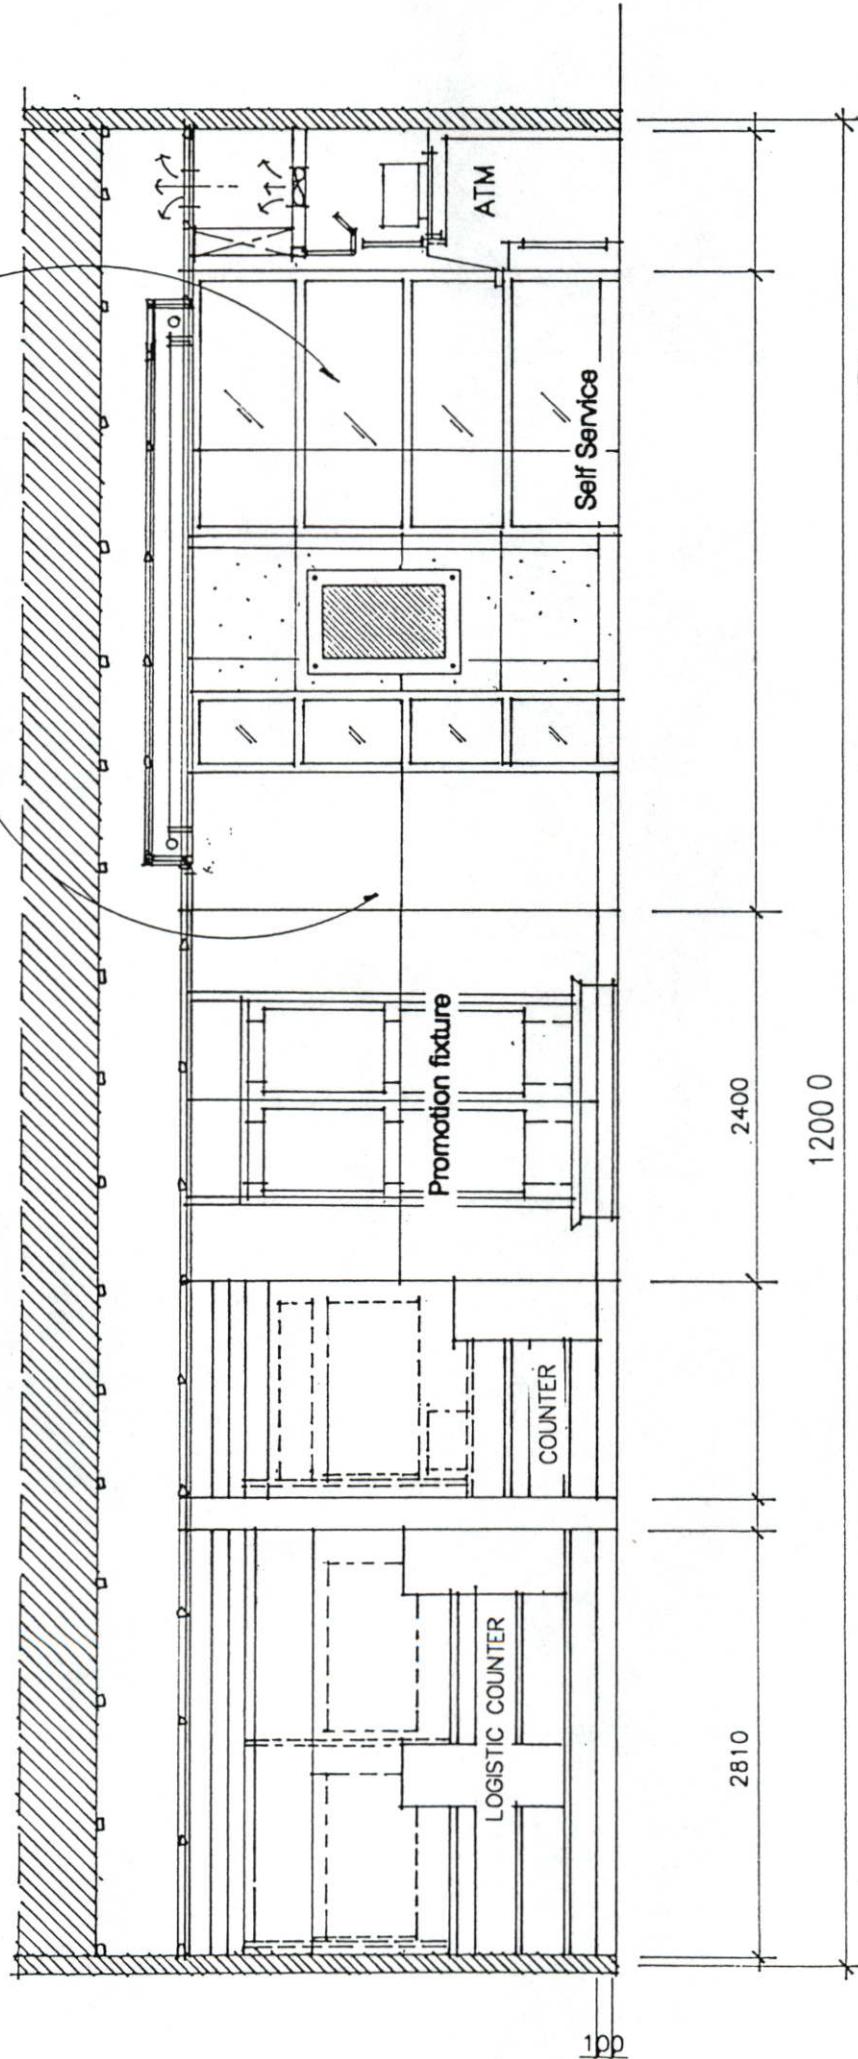 LOGISTIC COUNTER
COUNTER
Promotion fixture
Self Service
ATM
2810
2400
1200 0
100